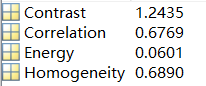 Contrast 1.2435
Correlation 0.6769
Energy 0.0601
Homogeneity 0.6890